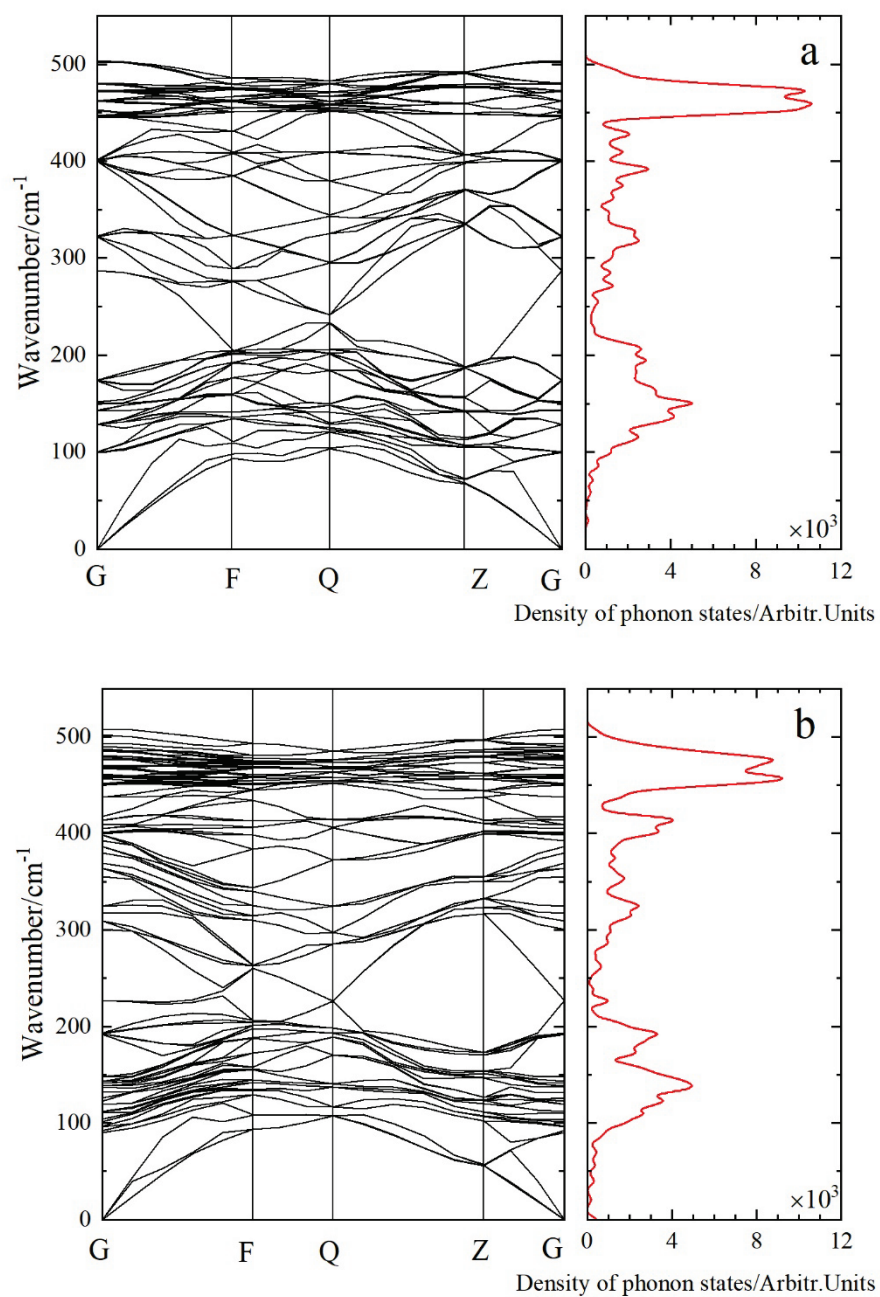 a
500
400
300
200
100
0
Wavenumber/cm⁻¹
G F Q Z G
×10³
0 4 8 12
Density of phonon states/Arbitr.Units
b
500
400
300
200
100
0
Wavenumber/cm⁻¹
G F Q Z G
×10³
0 4 8 12
Density of phonon states/Arbitr.Units